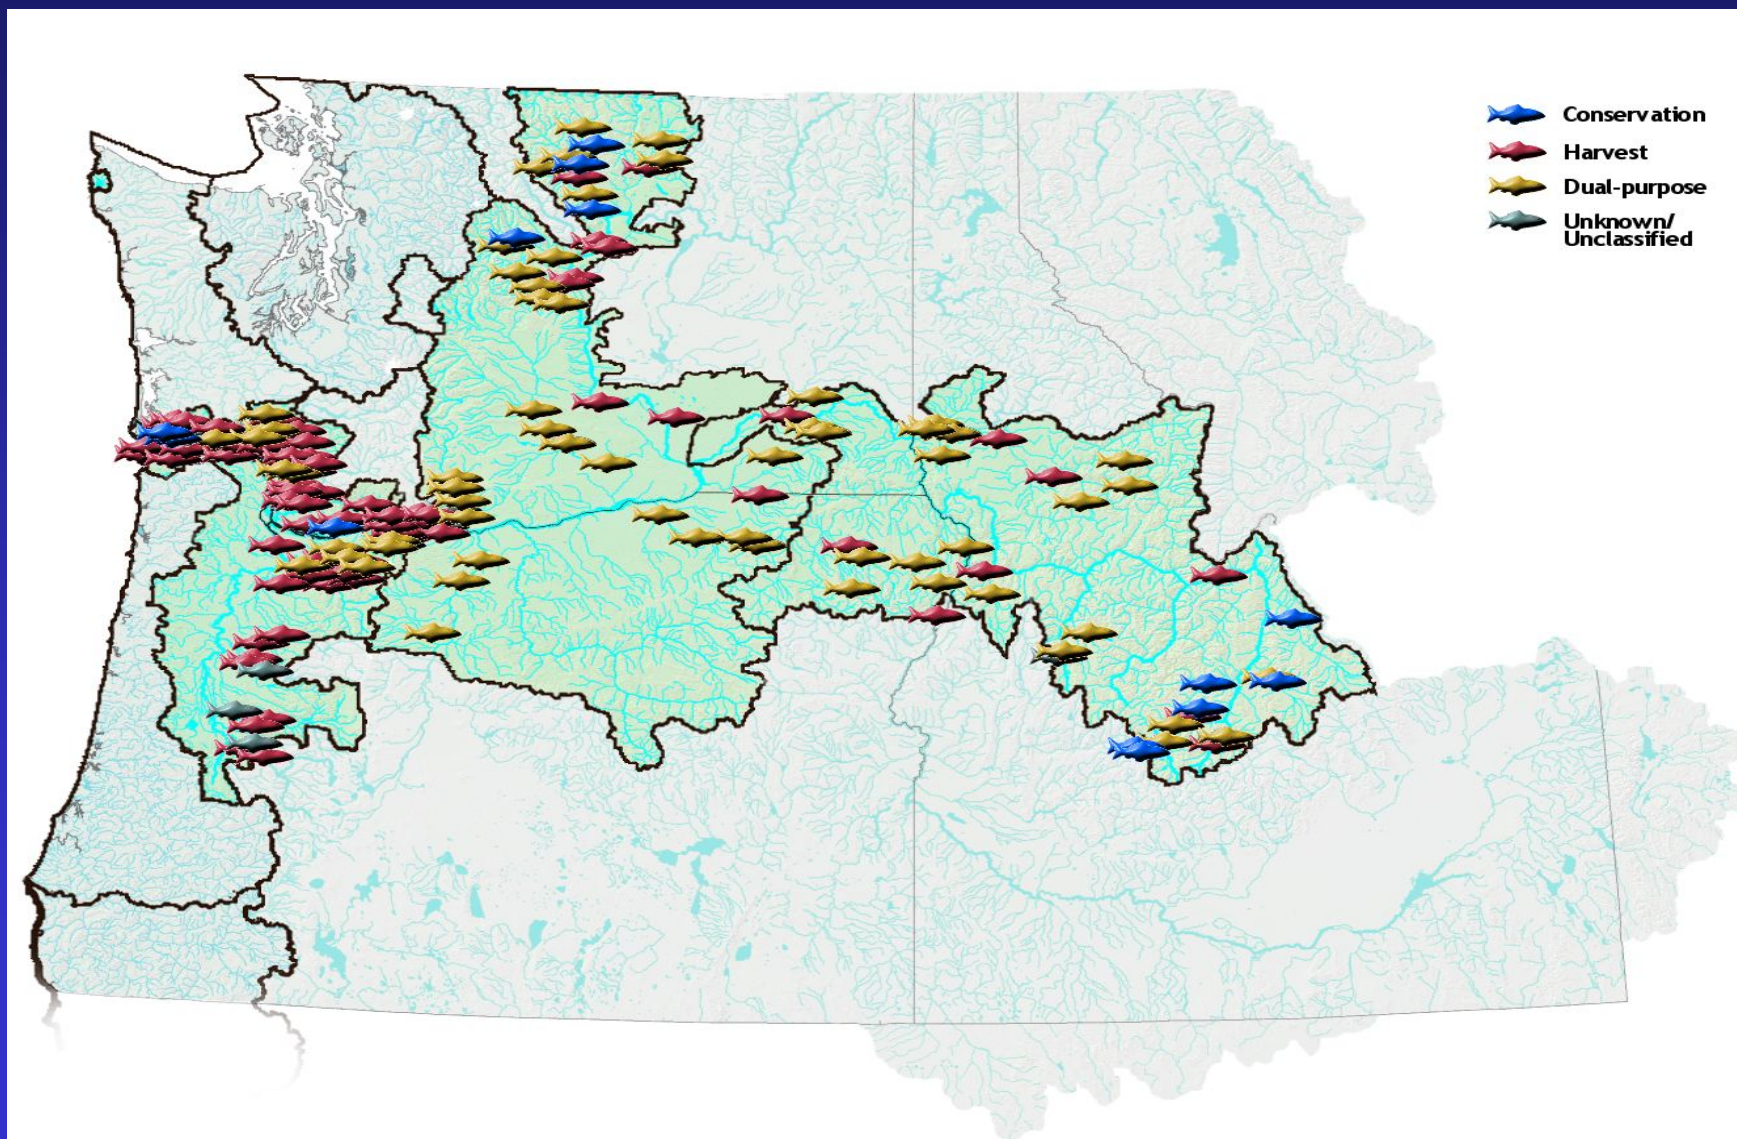 Conservation
Harvest
Dual-purpose
Unknown/
Unclassified